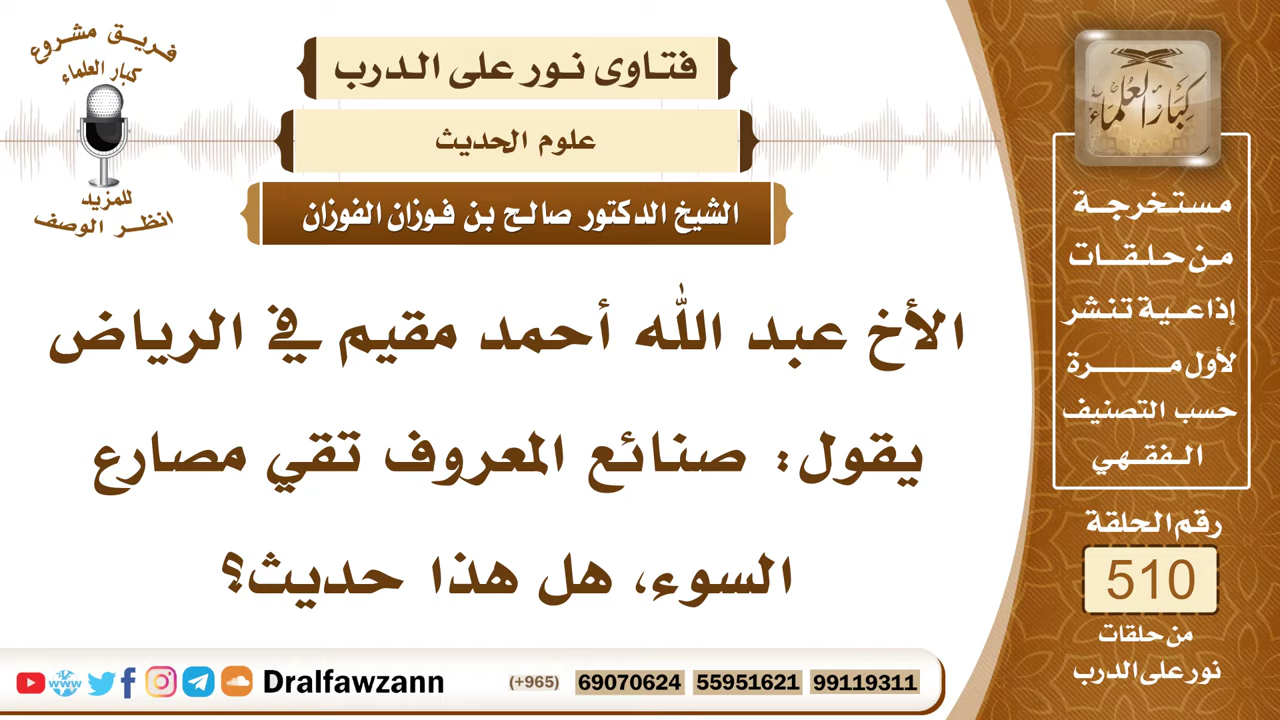 فريق مشروع
كبار العلماء
للمزيد
انظر الوصف
فتاوى نور على الدرب
علوم الحديث
الشيخ الدكتور صالح بن فوزان الفوزان
الأخ عبد الله أحمد مقيم في الرياض
يقول: صنائع المعروف تقي مصارع
السوء، هل هذا حديث؟
كبار العلماء
مستخرجة
من حلقات
إذاعية تنشر
لأول مرة
حسب التصنيف
الفقهي
رقم الحلقة
510
من حلقات
نور على الدرب
www Dralfawzann (+965) 69070624 55951621 99119311